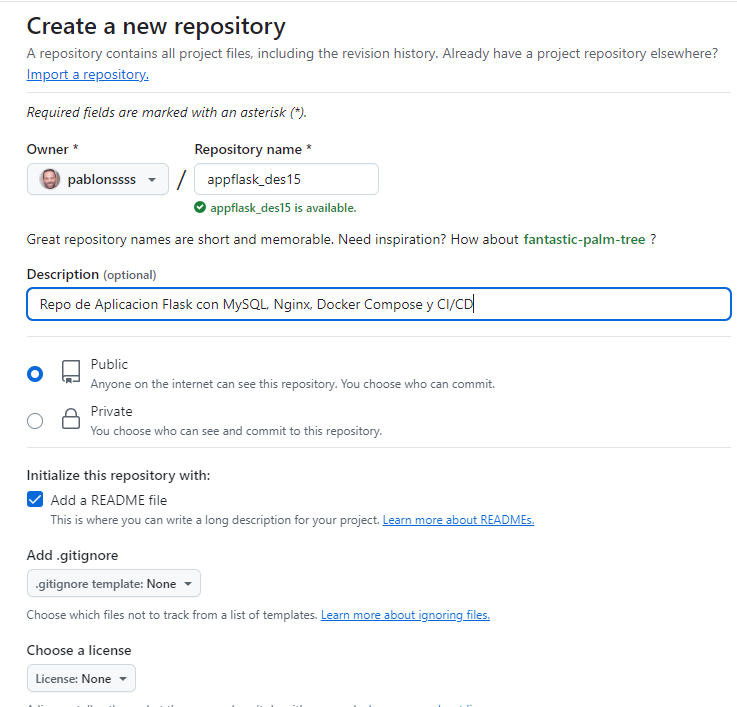 Create a new repository
A repository contains all project files, including the revision history. Already have a project repository elsewhere?
Import a repository.
Required fields are marked with an asterisk (*).
Owner * Repository name *
pablonssss / appflask_des15
appflask_des15 is available.
Great repository names are short and memorable. Need inspiration? How about fantastic-palm-tree ?
Description (optional)
Repo de Aplicacion Flask con MySQL, Nginx, Docker Compose y CI/CD
Public
Anyone on the internet can see this repository. You choose who can commit.
Private
You choose who can see and commit to this repository.
Initialize this repository with:
Add a README file
This is where you can write a long description for your project. Learn more about READMEs.
Add .gitignore
.gitignore template: None
Choose which files not to track from a list of templates. Learn more about ignoring files.
Choose a license
License: None